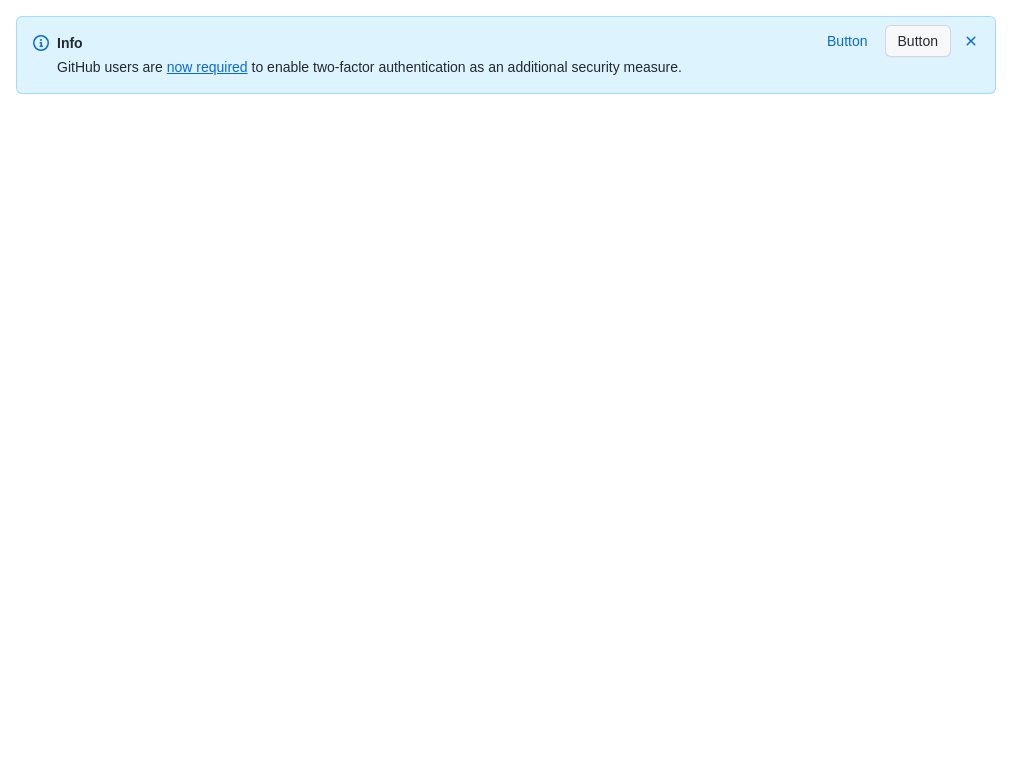 Info
Button
Button
GitHub users are now required to enable two-factor authentication as an additional security measure.